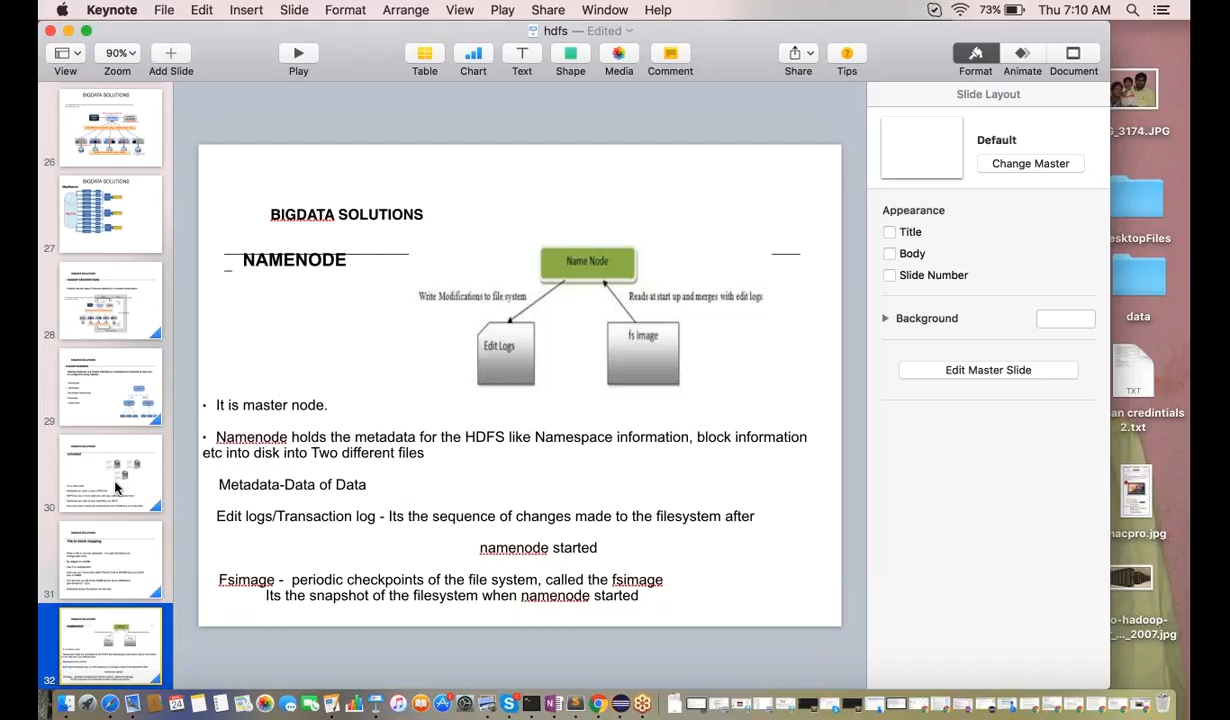 Keynote File Edit Insert Slide Format Arrange View Play Share Window Help 73% Thu 7:10 AM
hdfs — Edited
90%
View Zoom Add Slide Play Table Chart Text Shape Media Comment Share Tips Format Animate Document
Slide Layout
Default
Change Master
Appearance
Title
Body
Slide Number
Background
Edit Master Slide
BIGDATA SOLUTIONS
26
BIGDATA SOLUTIONS
27
28
29
30
File to block mapping
31
32
BIGDATA SOLUTIONS
NAMENODE
Name Node
Write Modifications to file system
Reads at start up and merges with edit logs
Edit Logs
fs image
• It is master node.
• Namenode holds the metadata for the HDFS like Namespace information, block information
etc into disk into Two different files
Metadata-Data of Data
Edit logs/Transaction log - Its the sequence of changes made to the filesystem after
namenode started
Fsimage - periodic checkpoints of the file system, called the fsimage
Its the snapshot of the filesystem when namenode started
G_3174.JPG
esktopFiles
data
TXT
an credintials
2.txt
macpro.jpg
o-hadoop-
_..._2007.jpg
24